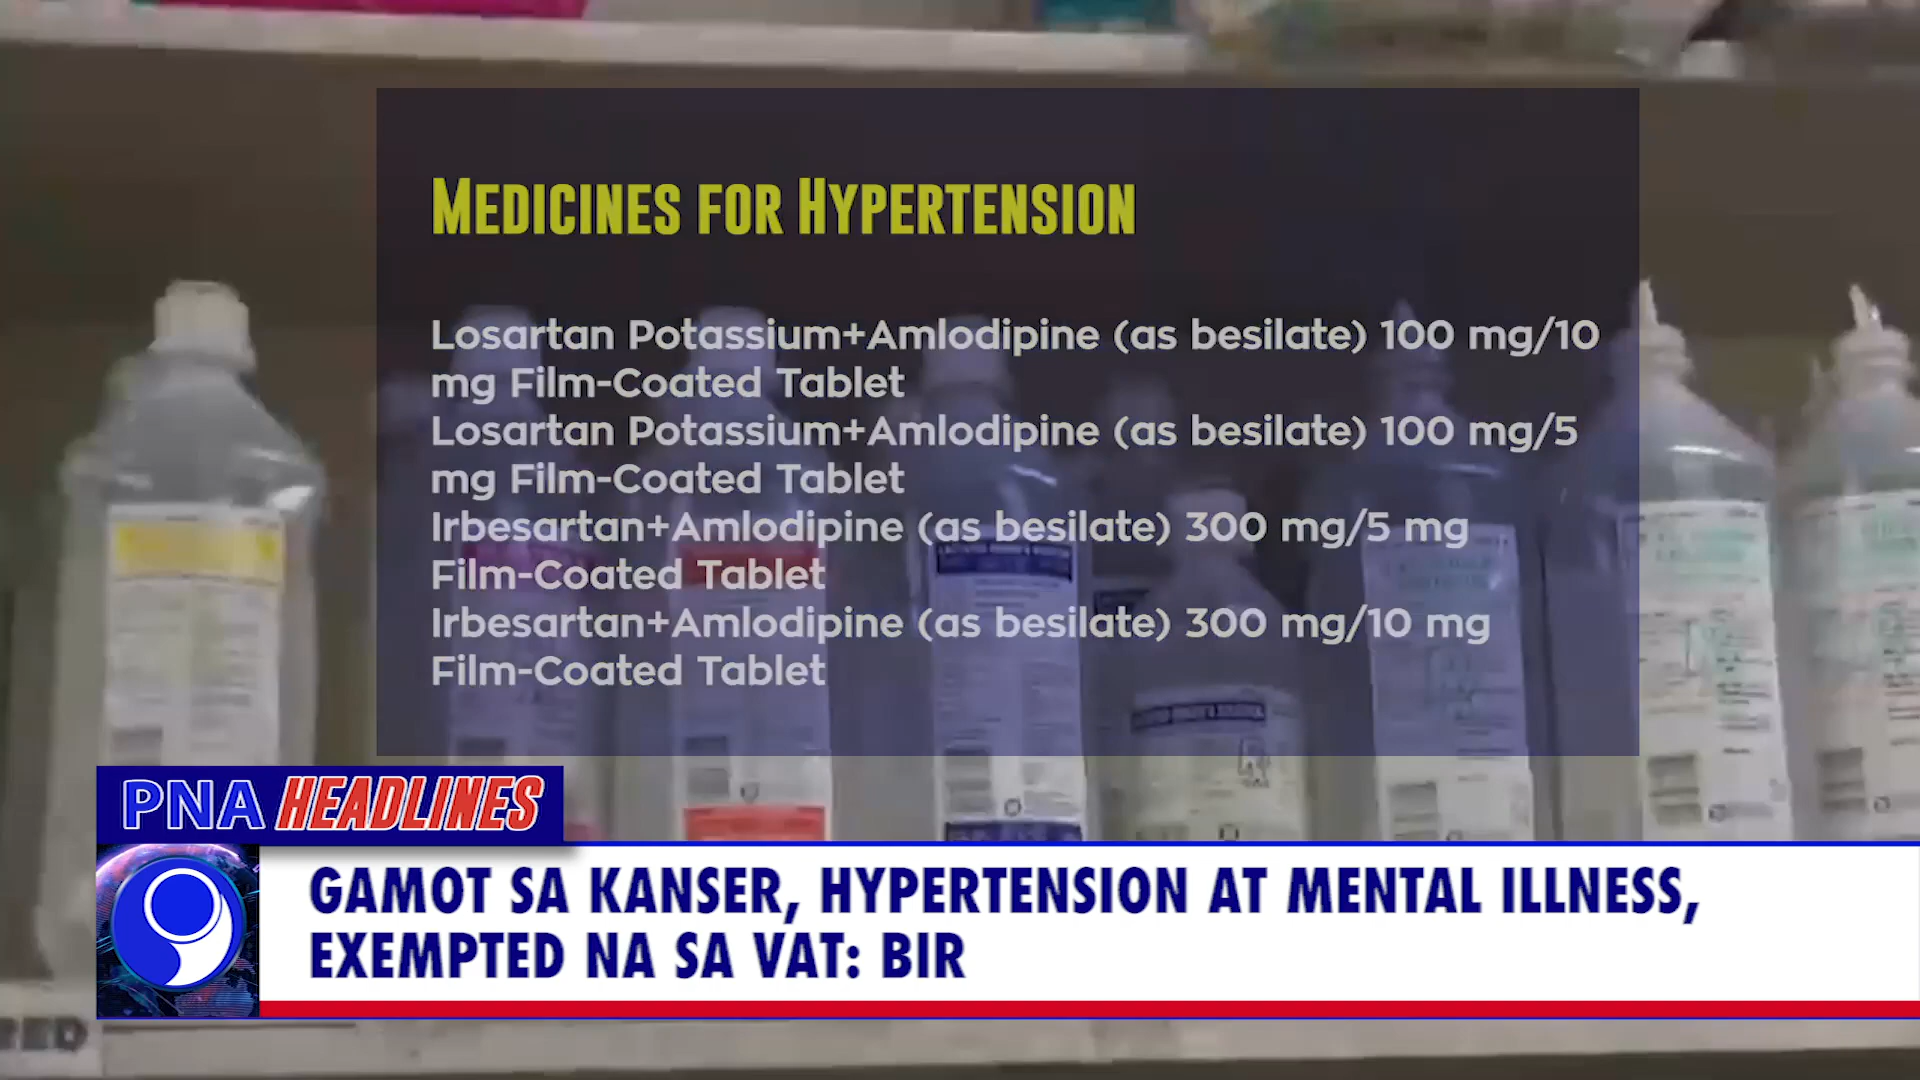 Medicines for Hypertension
Losartan Potassium+Amlodipine (as besilate) 100 mg/10
mg Film-Coated Tablet
Losartan Potassium+Amlodipine (as besilate) 100 mg/5
mg Film-Coated Tablet
Irbesartan+Amlodipine (as besilate) 300 mg/5 mg
Film-Coated Tablet
Irbesartan+Amlodipine (as besilate) 300 mg/10 mg
Film-Coated Tablet
PNA HEADLINES
GAMOT SA KANSER, HYPERTENSION AT MENTAL ILLNESS,
EXEMPTED NA SA VAT: BIR